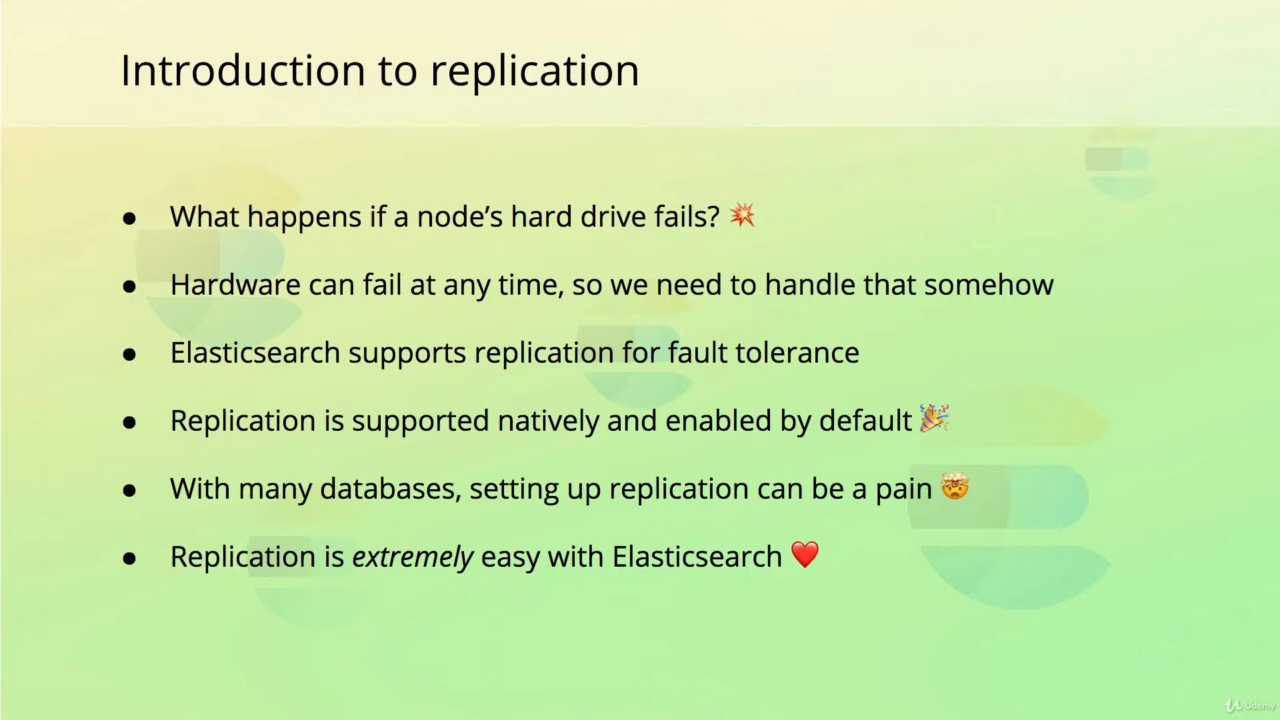 Introduction to replication
● What happens if a node’s hard drive fails? 💥
● Hardware can fail at any time, so we need to handle that somehow
● Elasticsearch supports replication for fault tolerance
● Replication is supported natively and enabled by default 🎉
● With many databases, setting up replication can be a pain 🤯
● Replication is extremely easy with Elasticsearch ❤️
Udemy